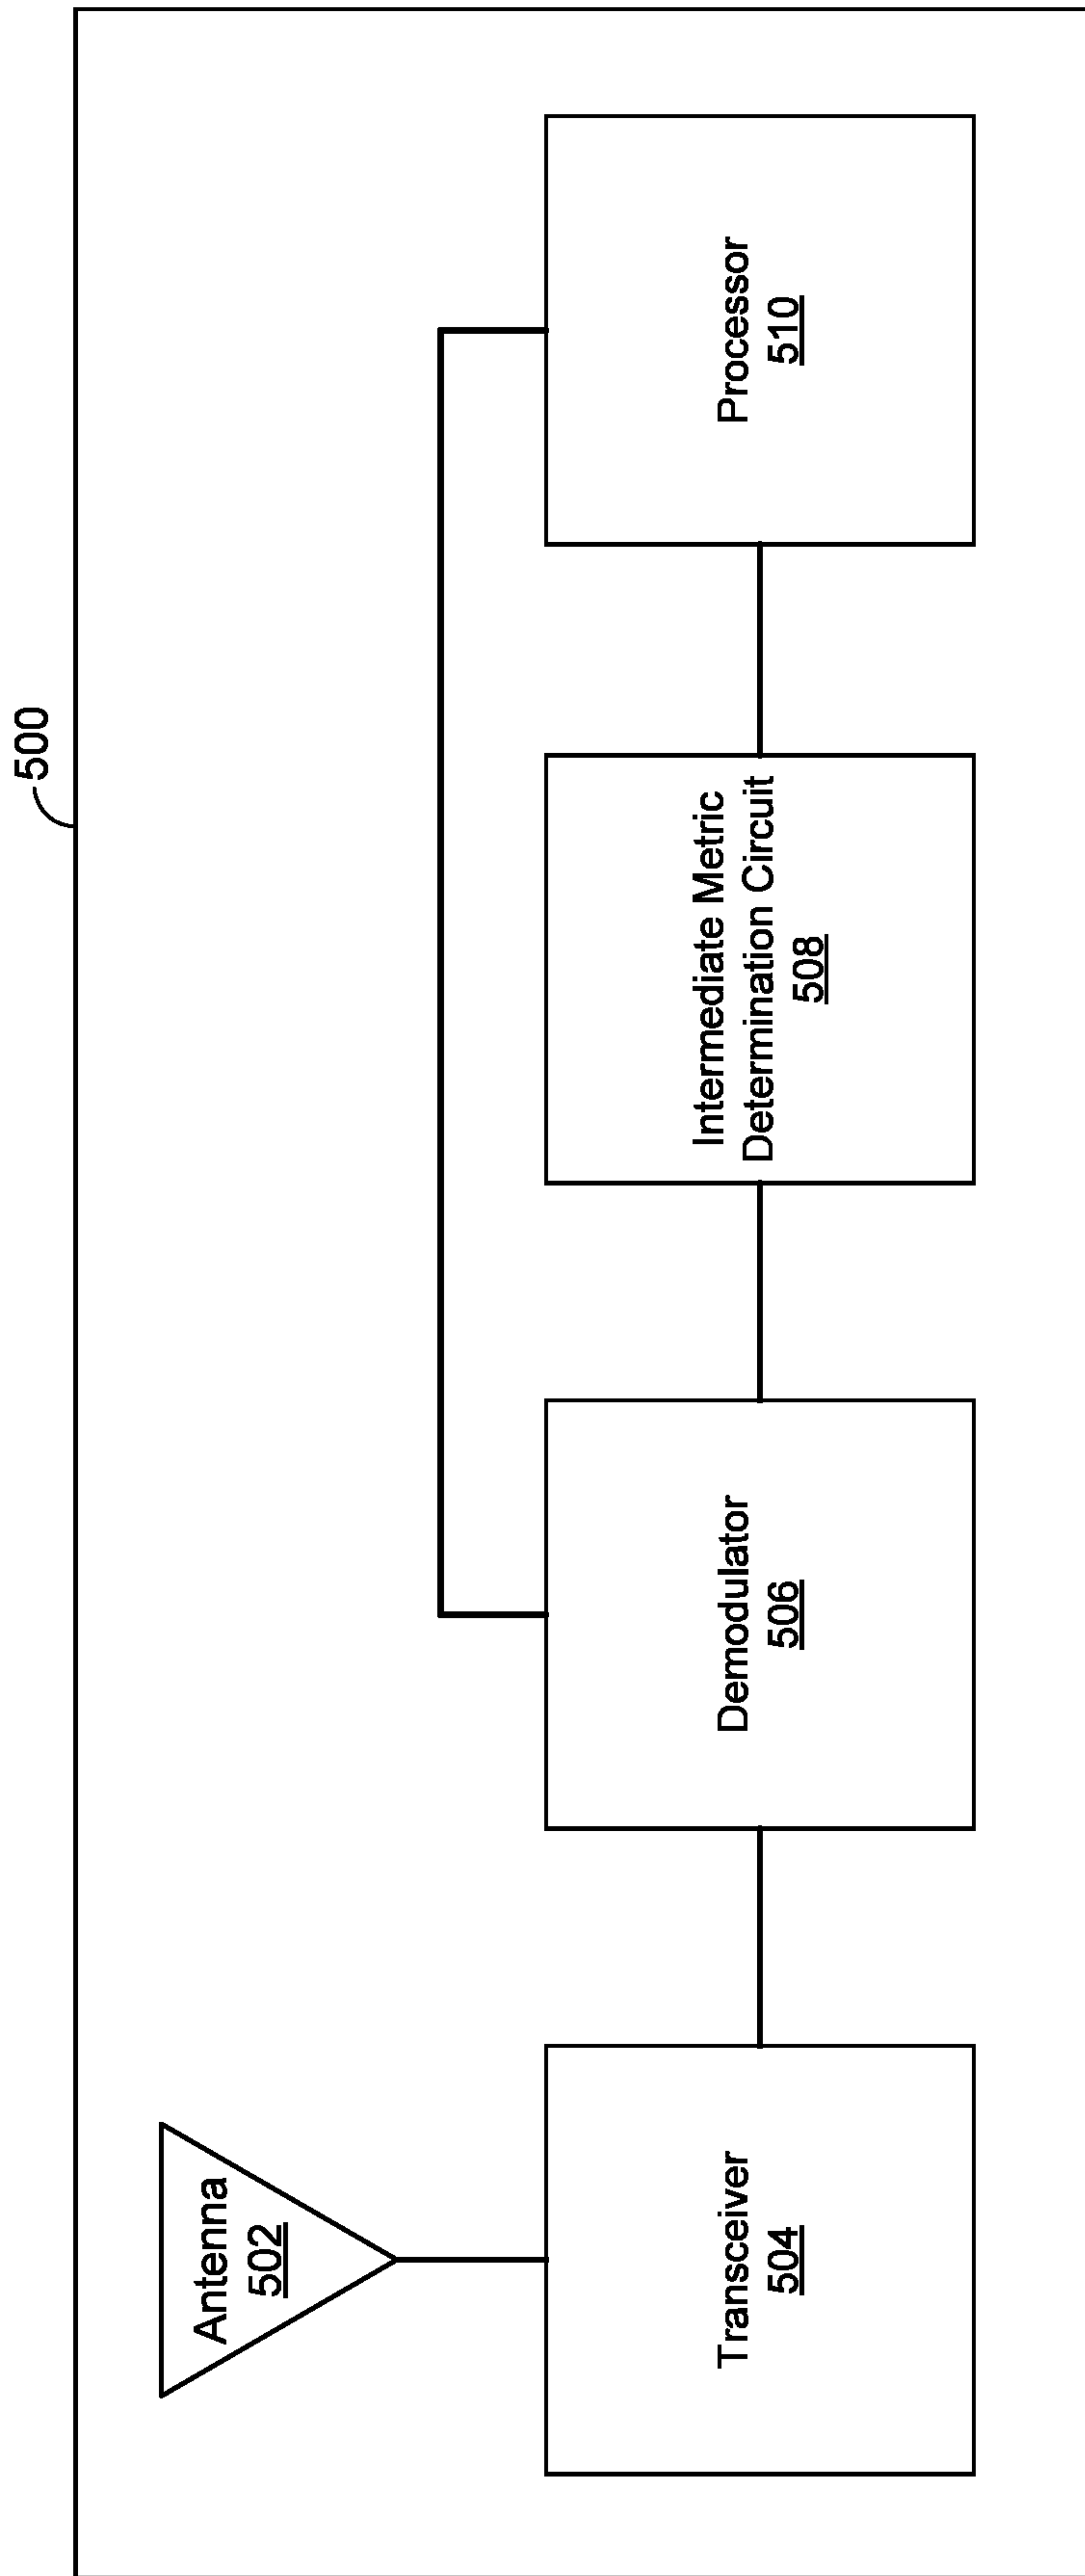 500
Antenna
502
Transceiver
504
Demodulator
506
Intermediate Metric
Determination Circuit
508
Processor
510